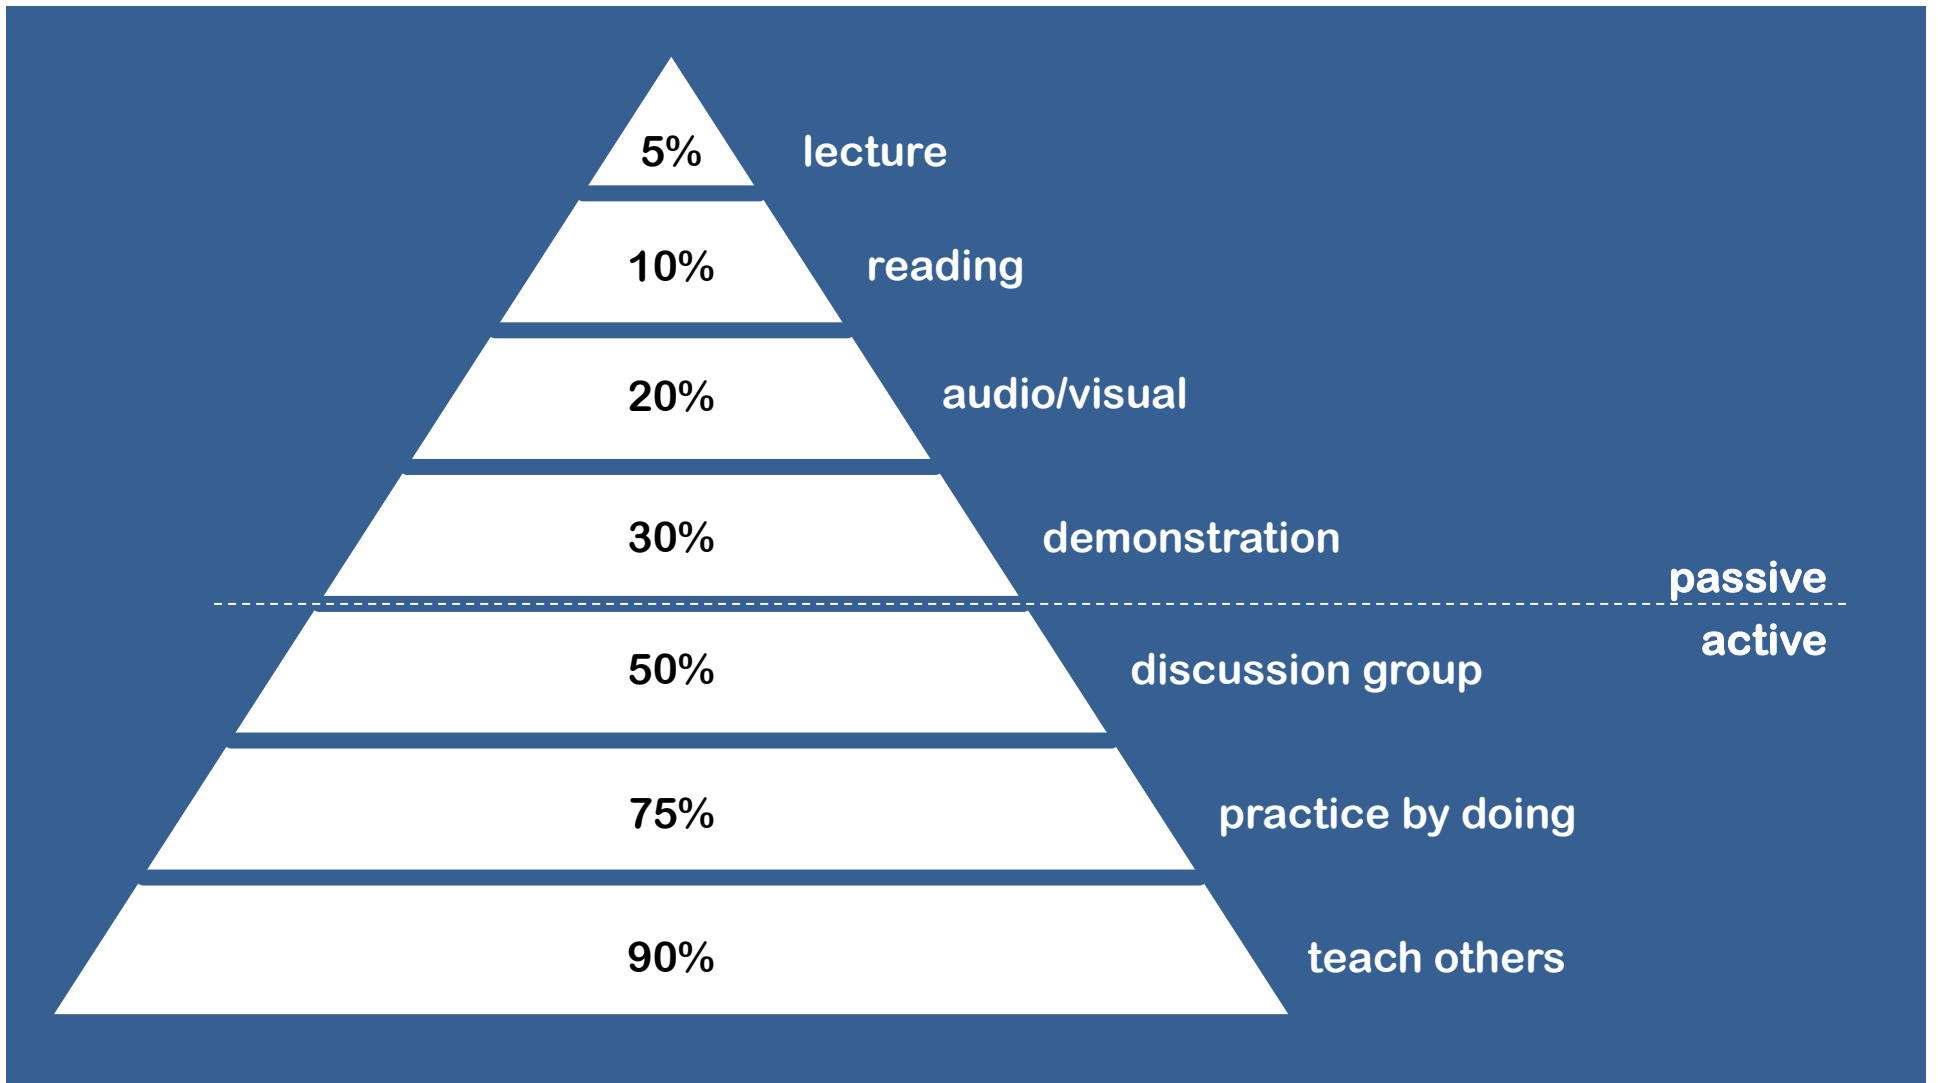 5% lecture
10% reading
20% audio/visual
30% demonstration
passive
active
50% discussion group
75% practice by doing
90% teach others